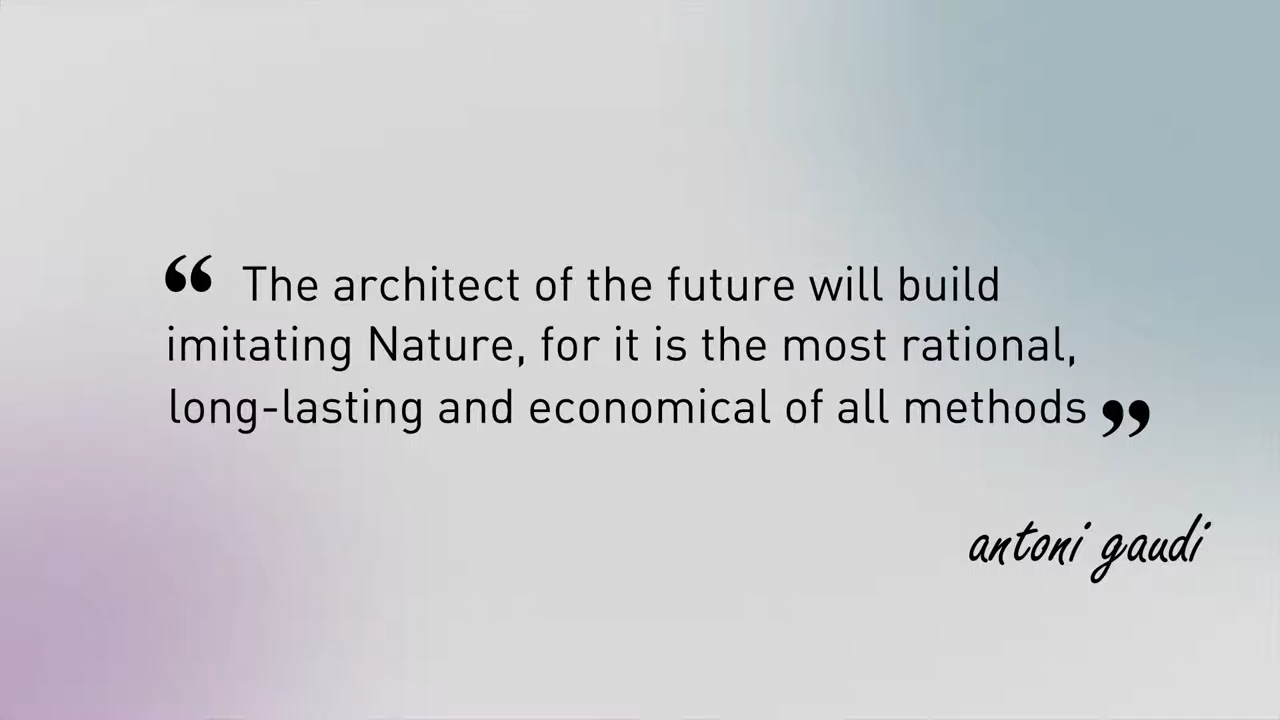 “ The architect of the future will build
imitating Nature, for it is the most rational,
long-lasting and economical of all methods ”
antoni gaudi